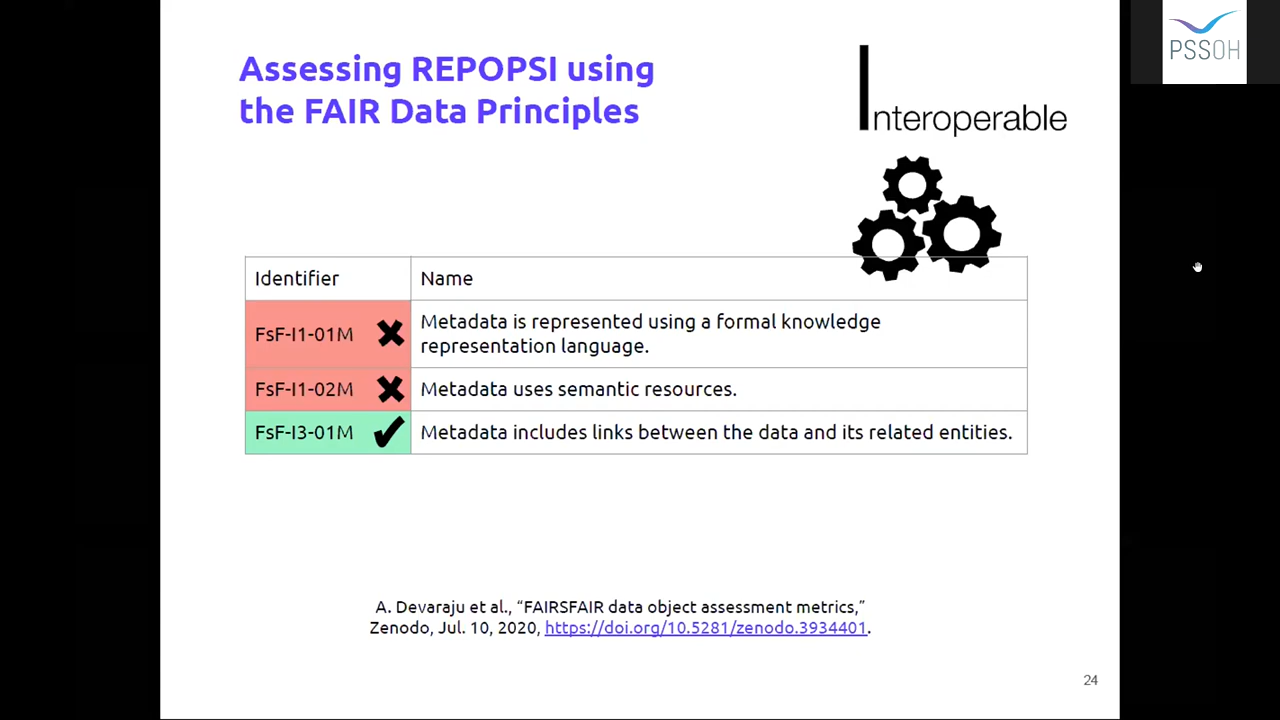 Assessing REPOPSI using
the FAIR Data Principles
Interoperable
PSSOH
Identifier
Name
FsF-I1-01M
Metadata is represented using a formal knowledge
representation language.
FsF-I1-02M
Metadata uses semantic resources.
FsF-I3-01M
Metadata includes links between the data and its related entities.
A. Devaraju et al., “FAIRSFAIR data object assessment metrics,”
Zenodo, Jul. 10, 2020, https://doi.org/10.5281/zenodo.3934401.
24